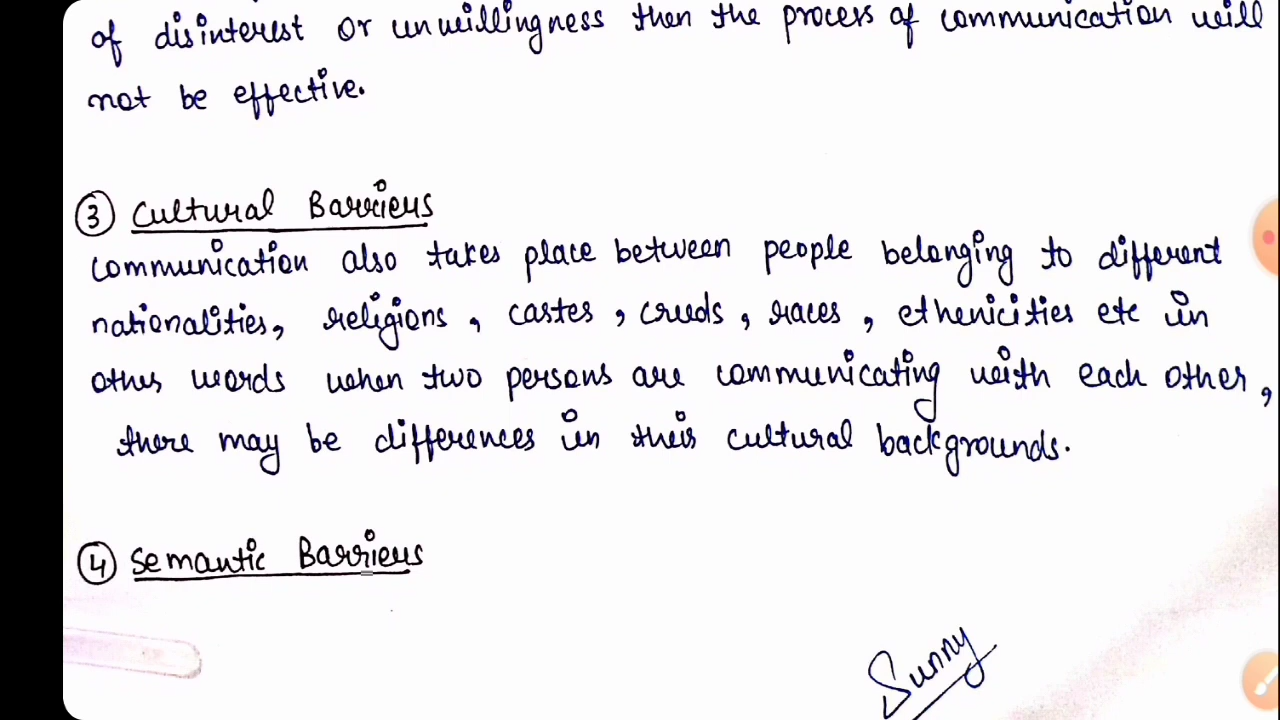 of disinterest or unwillingness then the process of communication will
not be effective.
③ Cultural Barriers
Communication also takes place between people belonging to different
nationalities, religions, castes, creeds, races, ethenicities etc in
other words when two persons are communicating with each other,
there may be differences in their cultural backgrounds.
④ Semantic Barriers
Sunny